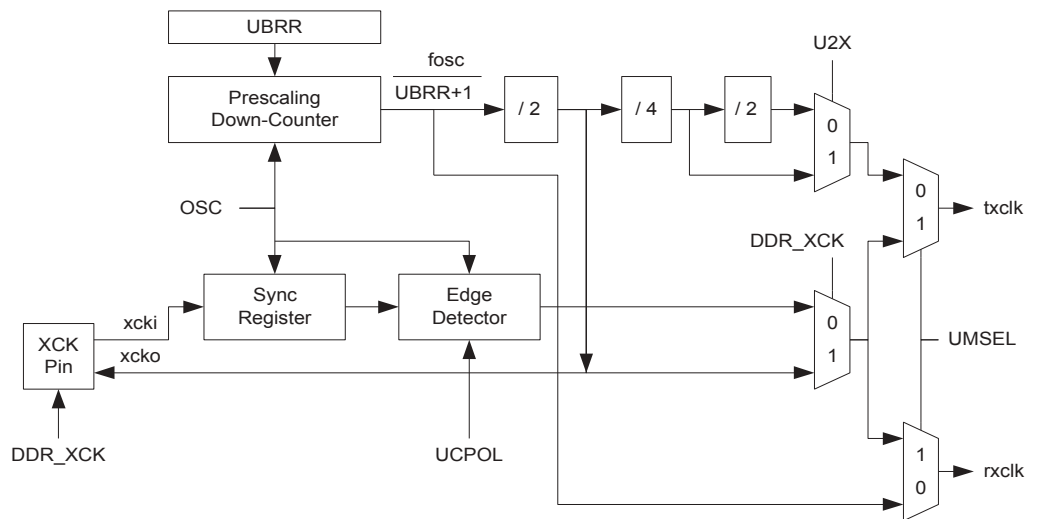 UBRR
U2X
fosc
UBRR+1
Prescaling
Down-Counter
/ 2
/ 4
/ 2
0
1
OSC
0
1
txclk
DDR_XCK
Sync
Register
Edge
Detector
xcki
0
1
UMSEL
XCK
Pin
xcko
DDR_XCK
UCPOL
1
0
rxclk